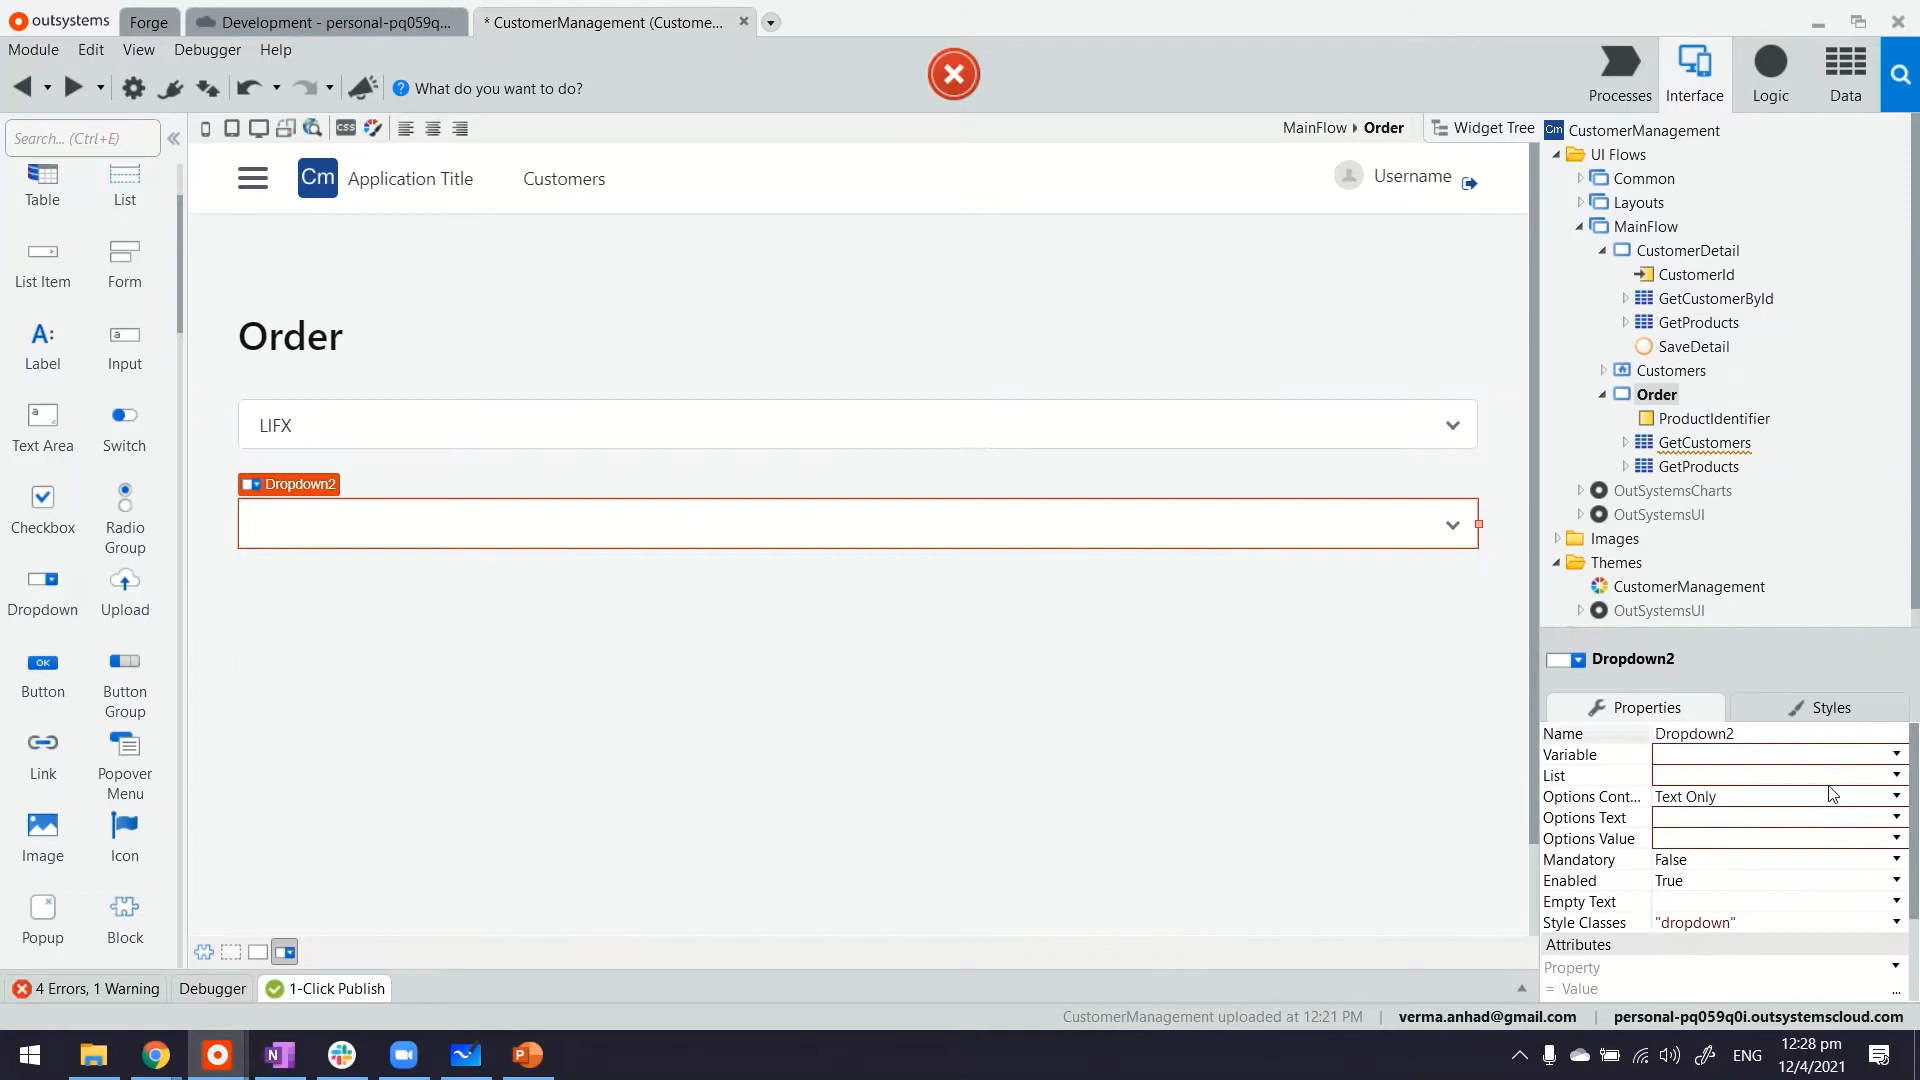 outsystems
Forge
Development - personal-pq059q...
* CustomerManagement (Custome...
Module
Edit
View
Debugger
Help
What do you want to do?
Processes
Interface
Logic
Data
Search... (Ctrl+E)
CSS
MainFlow
Order
Widget Tree
Table
List
List Item
Form
A:
Label
a
Input
a
Text Area
Switch
Checkbox
Radio Group
Dropdown
Upload
OK
Button
Button Group
Link
Popover Menu
Image
Icon
Popup
Block
Cm
Application Title
Customers
Username
Order
LIFX
Dropdown2
Cm
CustomerManagement
UI Flows
Common
Layouts
MainFlow
CustomerDetail
CustomerId
GetCustomerById
GetProducts
SaveDetail
Customers
Order
ProductIdentifier
GetCustomers
GetProducts
OutSystemsCharts
OutSystemsUI
Images
Themes
CustomerManagement
OutSystemsUI
Dropdown2
Properties
Styles
Name Dropdown2
Variable
List
Options Cont... Text Only
Options Text
Options Value
Mandatory False
Enabled True
Empty Text
Style Classes "dropdown"
Attributes
Property
= Value ...
4 Errors, 1 Warning
Debugger
1-Click Publish
CustomerManagement uploaded at 12:21 PM | verma.anhad@gmail.com | personal-pq059q0i.outsystemscloud.com
ENG
12:28 pm
12/4/2021